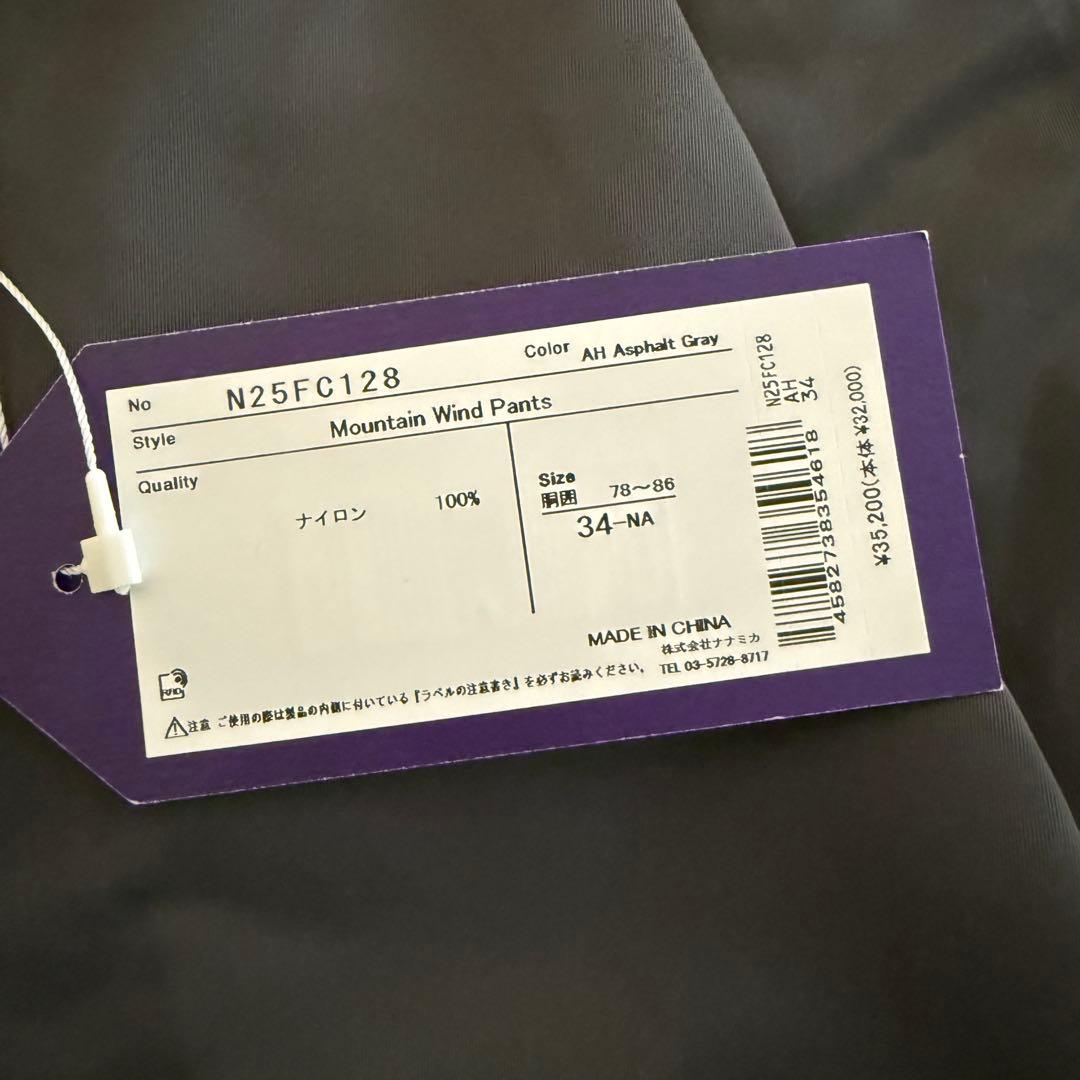 No N25FC128 Color AH Asphalt Gray
Style Mountain Wind Pants
Quality
ナイロン 100%
Size
胴囲 78〜86
34-NA
MADE IN CHINA
株式会社ナナミカ
TEL 03-5728-8717
RFID
⚠注意 ご使用の際は製品の内側に付いている『ラベルの注意書き』を必ずお読みください。
N25FC128
AH
34
4582738354618
¥35,200(本体 ¥32,000)